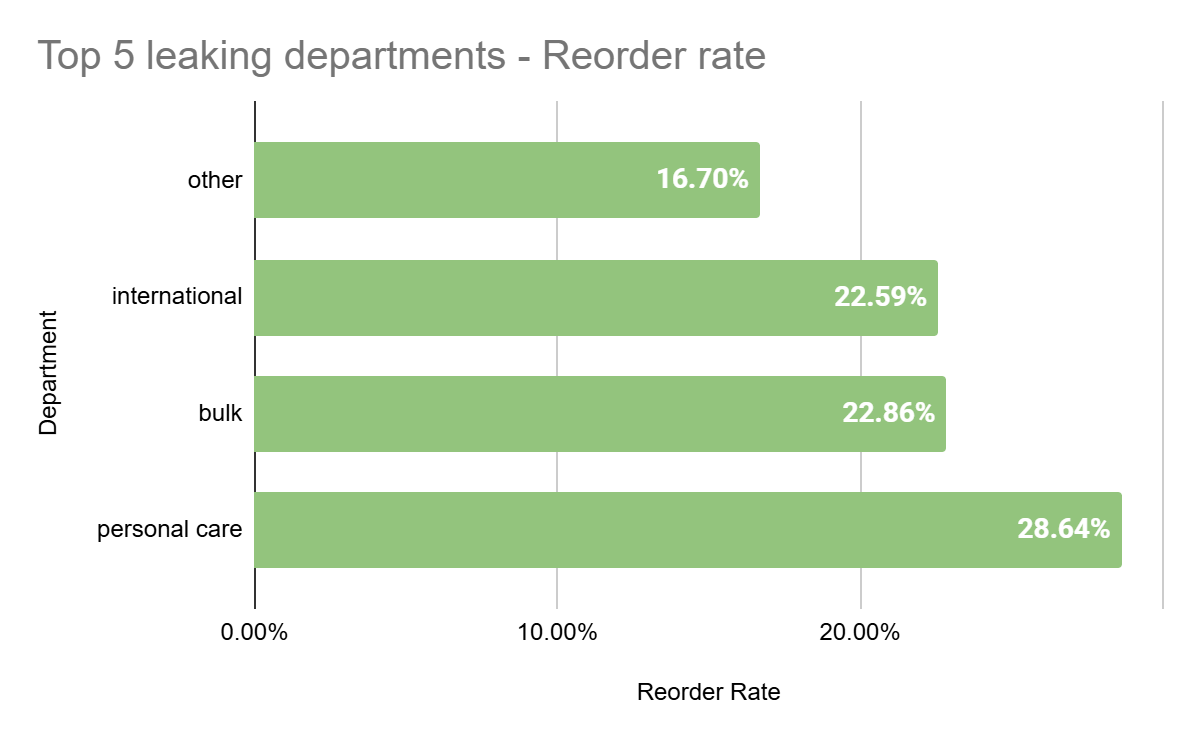 Top 5 leaking departments - Reorder rate
other
16.70%
international
22.59%
bulk
22.86%
personal care
28.64%
Department
0.00%
10.00%
20.00%
Reorder Rate